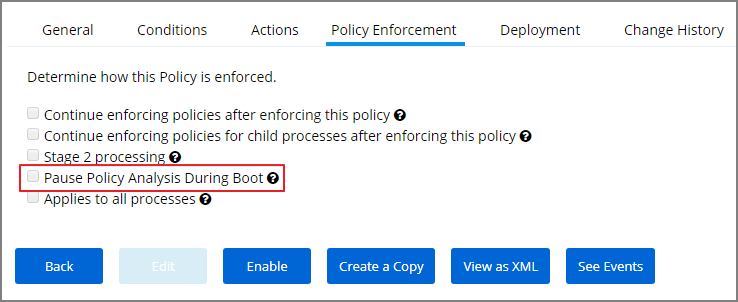 General Conditions Actions Policy Enforcement Deployment Change History
Determine how this Policy is enforced.
Continue enforcing policies after enforcing this policy ?
Continue enforcing policies for child processes after enforcing this policy ?
Stage 2 processing ?
Pause Policy Analysis During Boot ?
Applies to all processes ?
Back Edit Enable Create a Copy View as XML See Events